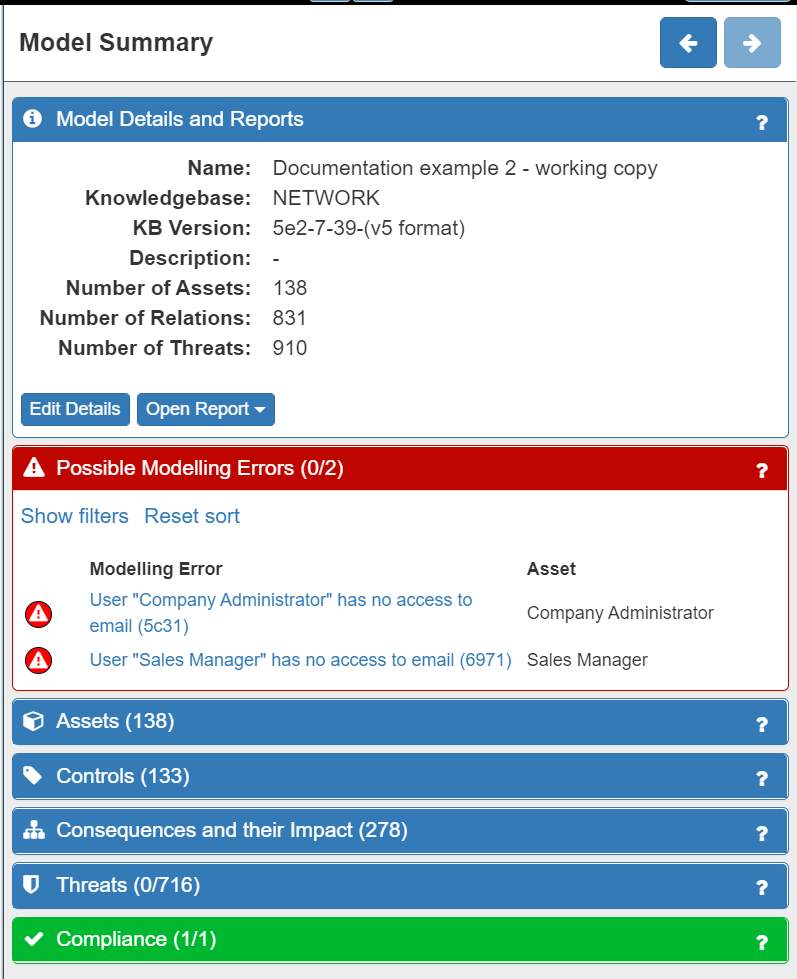 Model Summary
Model Details and Reports ?
Name: Documentation example 2 - working copy
Knowledgebase: NETWORK
KB Version: 5e2-7-39-(v5 format)
Description: -
Number of Assets: 138
Number of Relations: 831
Number of Threats: 910
Edit Details Open Report
Possible Modelling Errors (0/2) ?
Show filters Reset sort
Modelling Error Asset
User "Company Administrator" has no access to
email (5c31) Company Administrator
User "Sales Manager" has no access to email (6971) Sales Manager
Assets (138) ?
Controls (133) ?
Consequences and their Impact (278) ?
Threats (0/716) ?
Compliance (1/1) ?